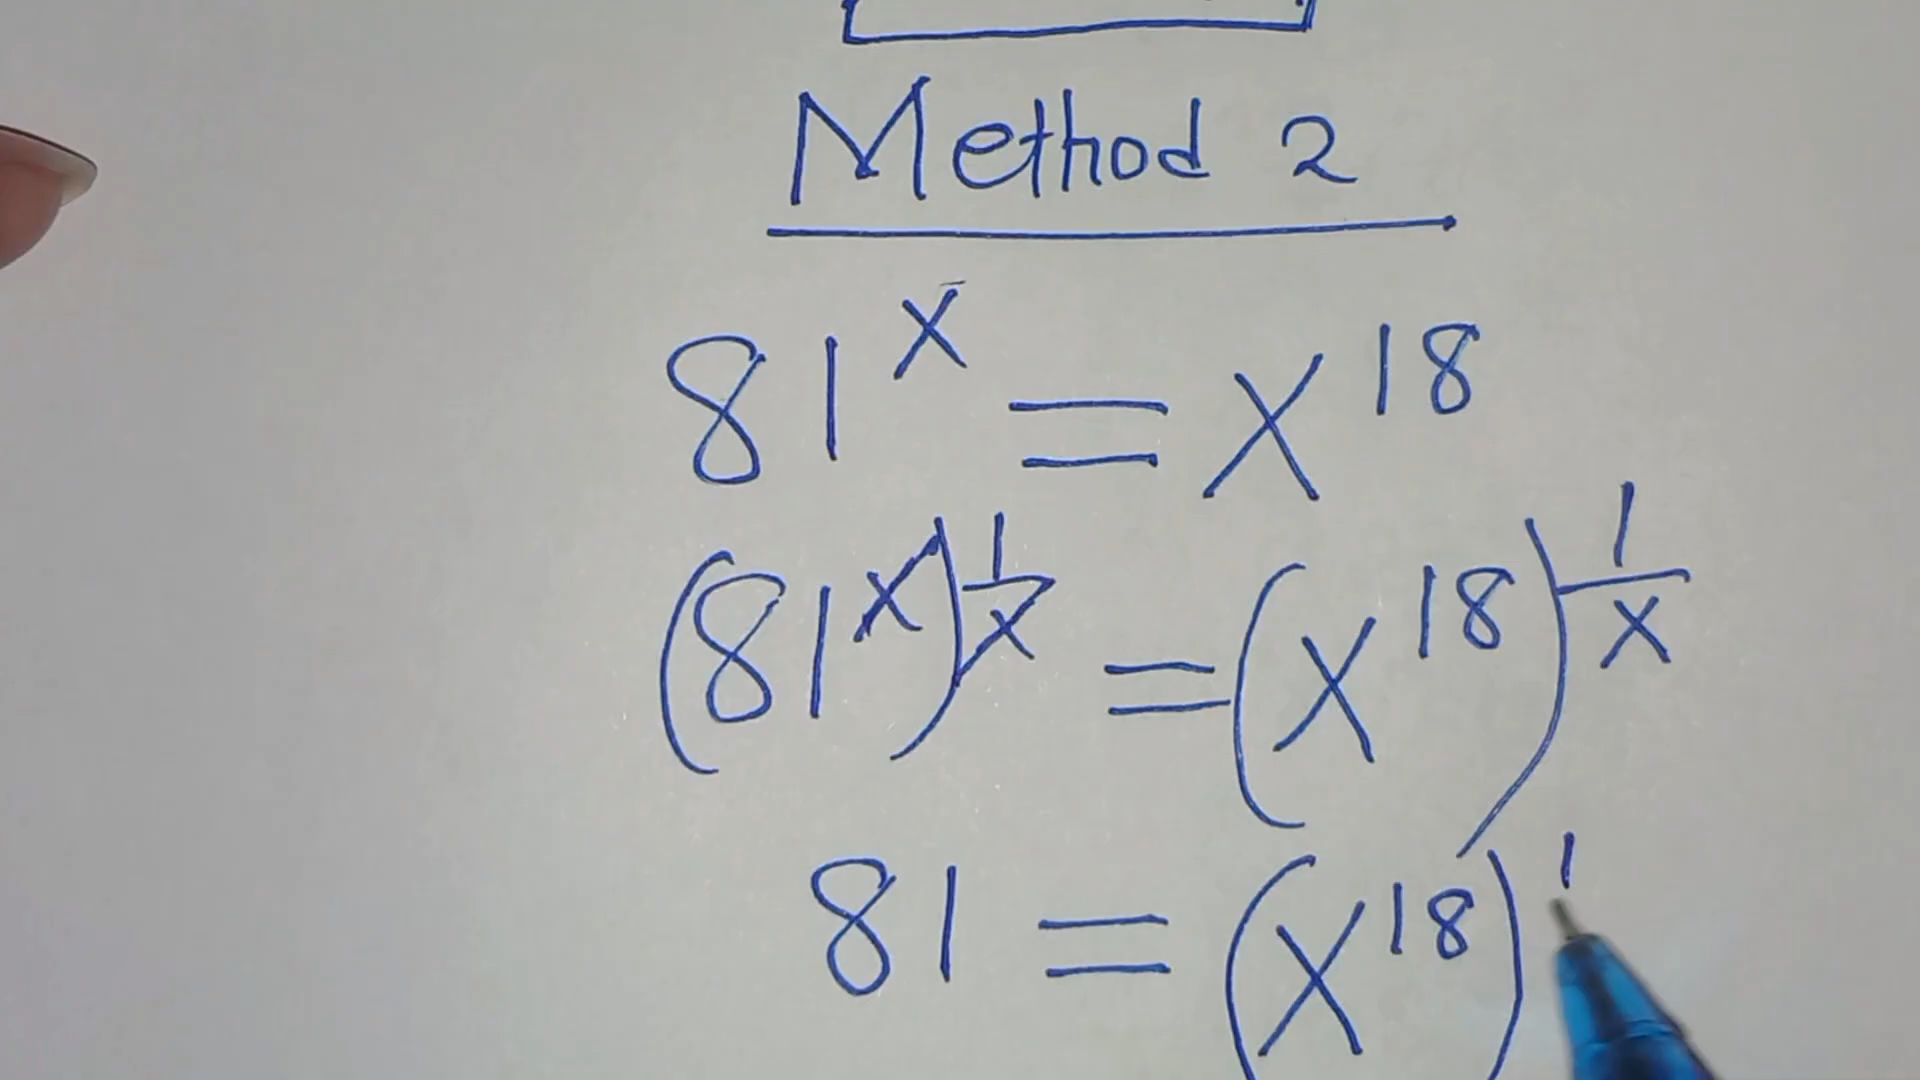 Method 2
81^x = x^18
(81^x)^1/x = (x^18)^1/x
81 = (x^18)^1